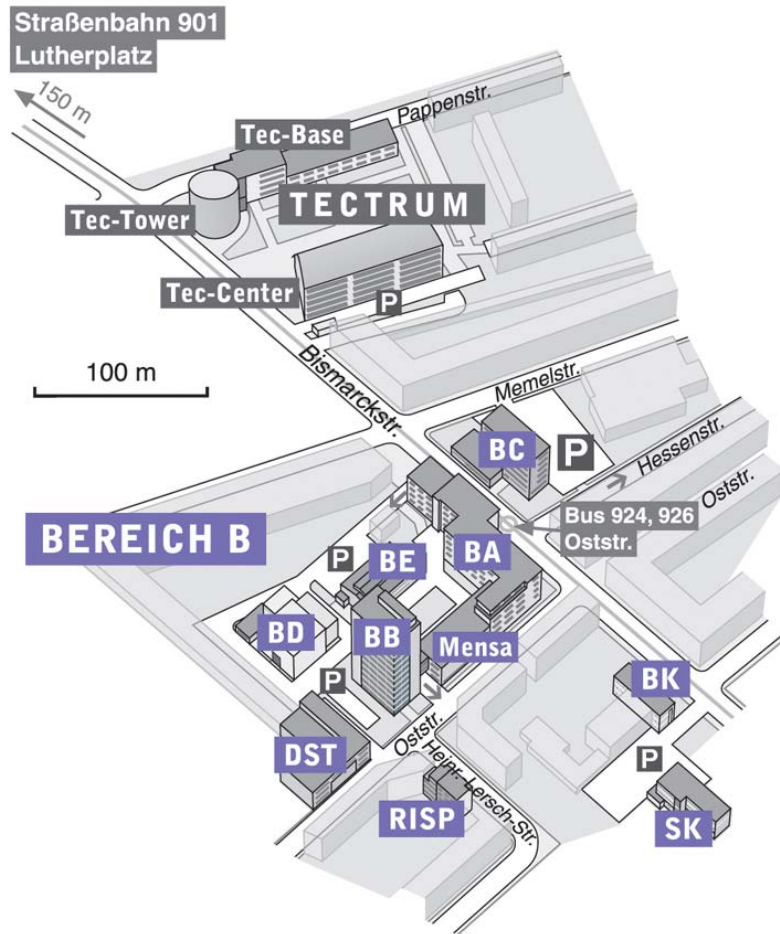 Straßenbahn 901
Lutherplatz
150 m
Pappenstr.
Tec-Base
TECTRUM
Tec-Tower
Tec-Center
P
100 m
Bismarckstr.
Memelstr.
BC
P
Hessenstr.
Oststr.
Bus 924, 926
Oststr.
BEREICH B
P
BE
BA
BD
BB
Mensa
BK
P
Oststr.
DST
Heinr. Lersch-Str.
P
RISP
SK